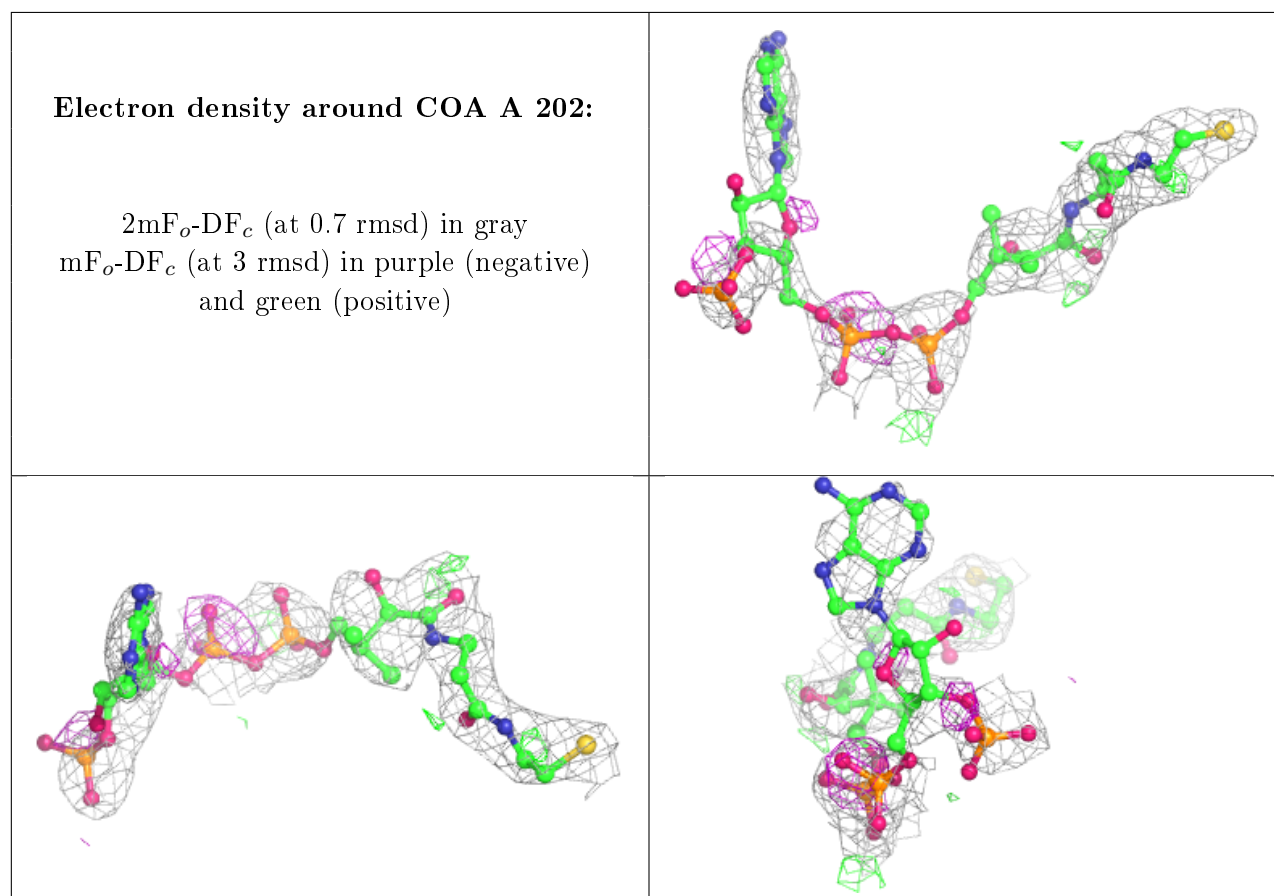 Electron density around COA A 202:
2mFₒ-DF𝑐 (at 0.7 rmsd) in gray
mFₒ-DF𝑐 (at 3 rmsd) in purple (negative)
and green (positive)